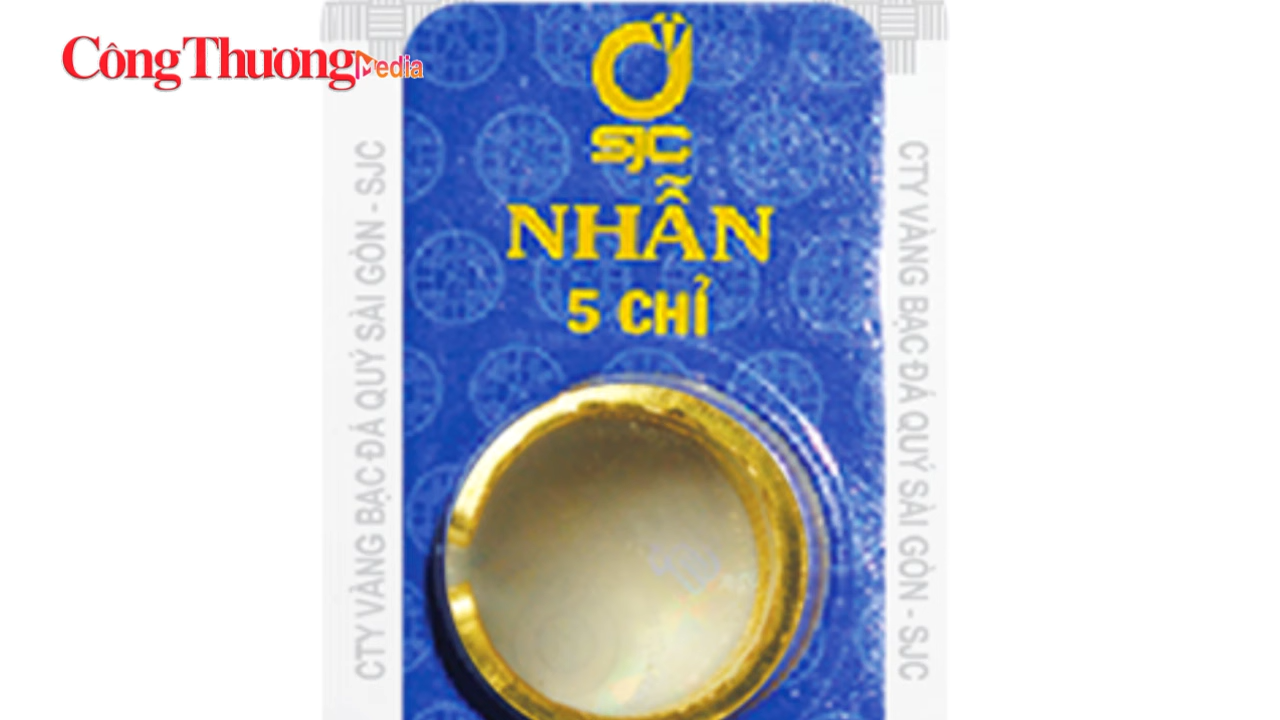 Công Thương Media
SJC
NHẪN
5 CHỈ
CTY VÀNG BẠC ĐÁ QUÝ SÀI GÒN - SJC
CTY VÀNG BẠC ĐÁ QUÝ SÀI GÒN - SJC